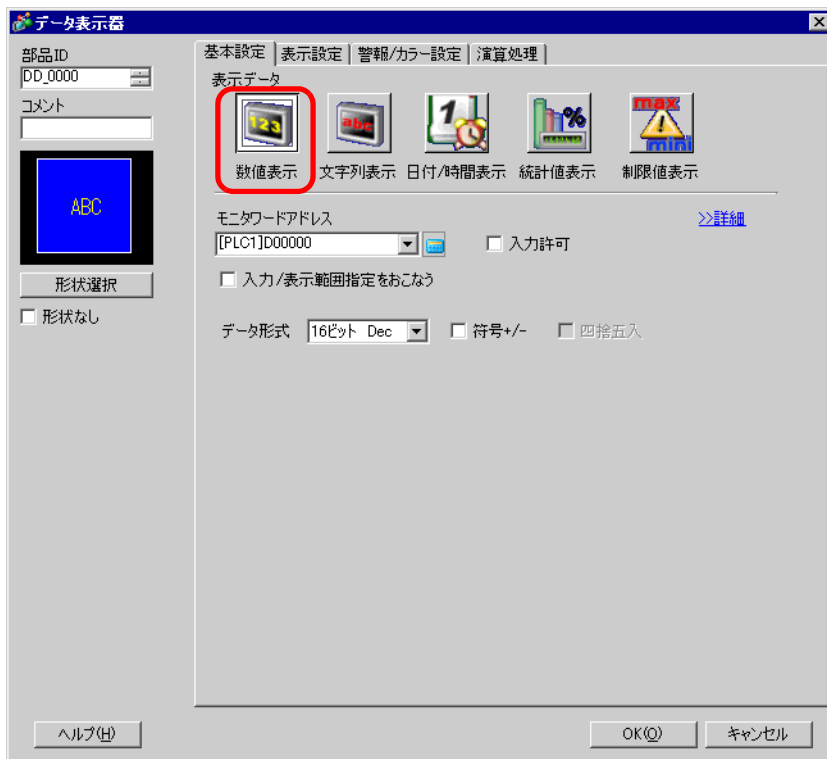 データ表示器
部品ID
DD_0000
コメント
ABC
形状選択
形状なし
基本設定 表示設定 警報/カラー設定 演算処理
表示データ
123 abc 1 % max mini
数値表示 文字列表示 日付/時間表示 統計値表示 制限値表示
モニタワードアドレス >>詳細
[PLC1]D00000 入力許可
入力/表示範囲指定をおこなう
データ形式 16ビット Dec 符号+/- 四捨五入
ヘルプ(H) OK(O) キャンセル